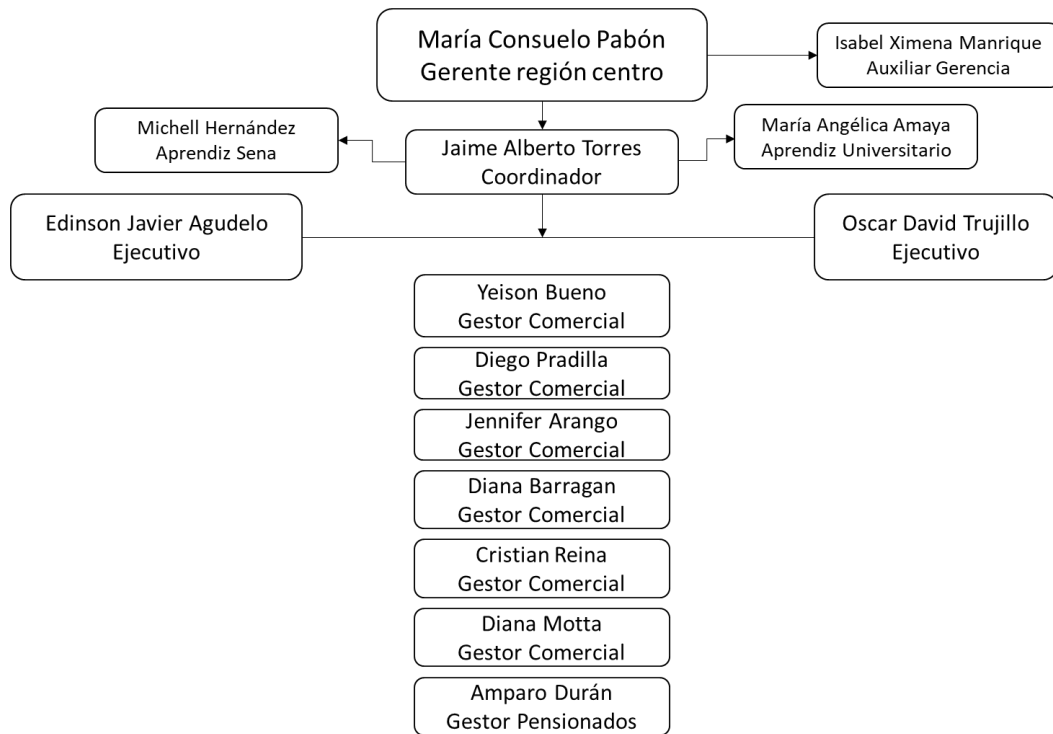 María Consuelo Pabón
Gerente región centro
Isabel Ximena Manrique
Auxiliar Gerencia
Michell Hernández
Aprendiz Sena
Jaime Alberto Torres
Coordinador
María Angélica Amaya
Aprendiz Universitario
Edinson Javier Agudelo
Ejecutivo
Oscar David Trujillo
Ejecutivo
Yeison Bueno
Gestor Comercial
Diego Pradilla
Gestor Comercial
Jennifer Arango
Gestor Comercial
Diana Barragan
Gestor Comercial
Cristian Reina
Gestor Comercial
Diana Motta
Gestor Comercial
Amparo Durán
Gestor Pensionados